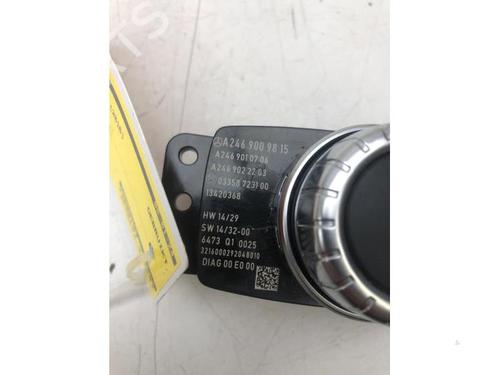 A246 900 98 15
A246 901 07 06
A246 902 22 03
03358 7231 00
13420368
HW 14/29
SW 14/32-00
6473 Q1 0025
3216000292048010
DIAG 00 E0 00